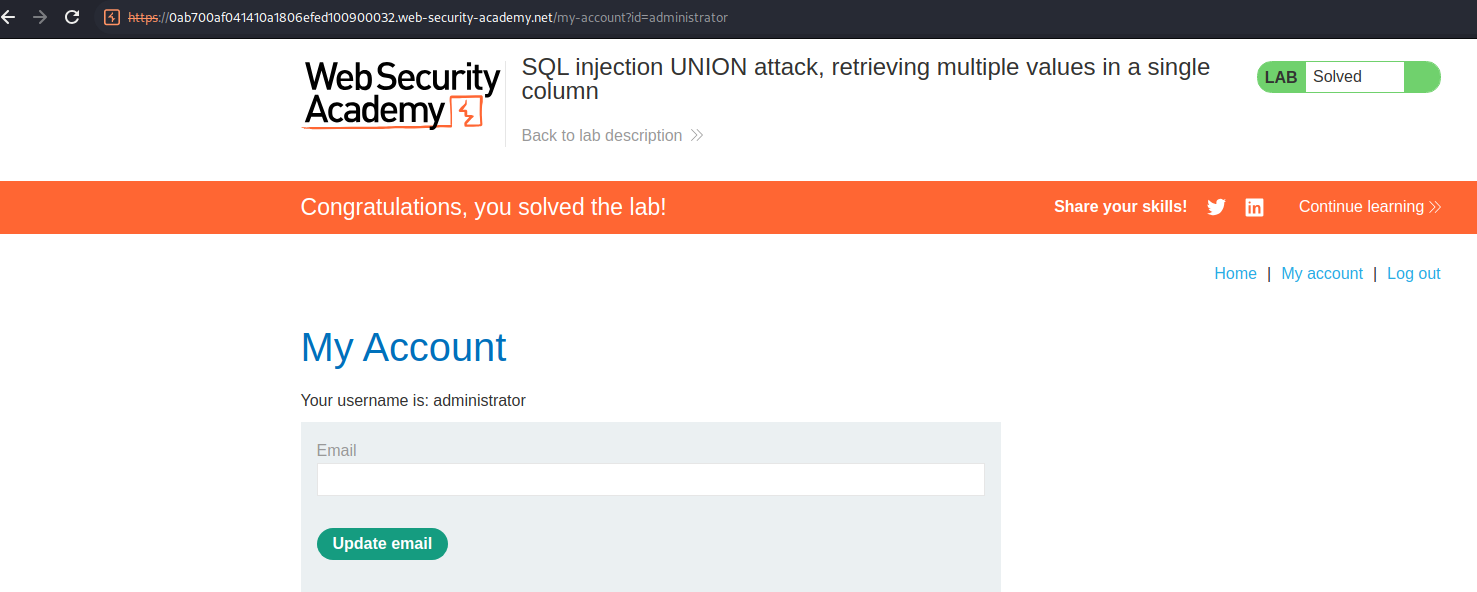 https://0ab700af041410a1806efed100900032.web-security-academy.net/my-account?id=administrator
Web Security
Academy
SQL injection UNION attack, retrieving multiple values in a single
column
LAB Solved
Back to lab description
Congratulations, you solved the lab!
Share your skills!
Continue learning
Home | My account | Log out
My Account
Your username is: administrator
Email
Update email